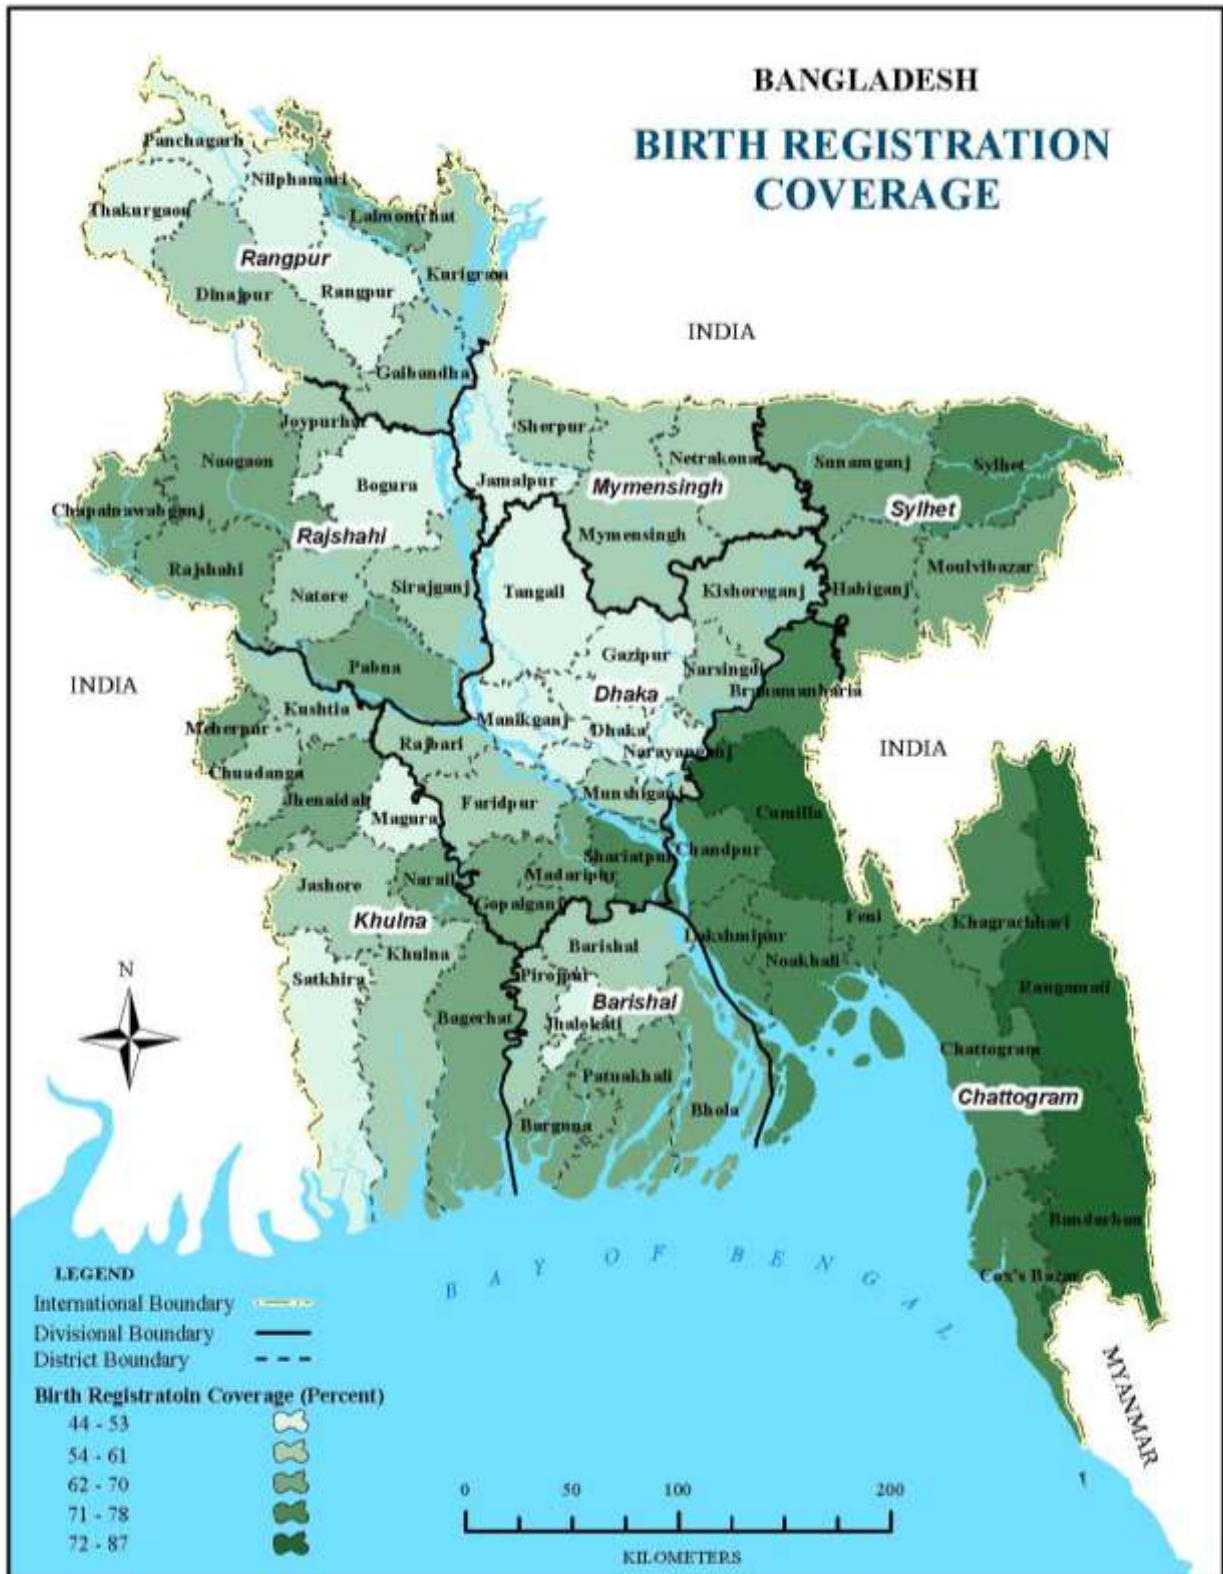 BANGLADESH
BIRTH REGISTRATION
COVERAGE
Panchagarh
Nilphamari
Thakurgaon
Lalmonirhat
Rangpur
Kurigram
Dinajpur
Rangpur
INDIA
Gaibandha
Joypurhat
Sherpur
Naogaon
Netrakona
Sunamganj
Sylhet
Bogura
Jamalpur
Mymensingh
Chapainawabganj
Sylhet
Rajshahi
Mymensingh
Rajshahi
Moulvibazar
Natore
Sirajganj
Tangail
Kishoreganj
Habiganj
Gazipur
Pabna
Narsingdi
INDIA
Dhaka
Brahamanbaria
Kushtia
Manikganj
Meherpur
Dhaka
Rajbari
Narayanganj
INDIA
Chuadanga
Jhenaidah
Faridpur
Munshiganj
Magura
Cumilla
Chandpur
Shariatpur
Jashore
Narail
Madaripur
Gopalganj
Khulna
Feni
Khagrachhari
Lakshmipur
Barishal
Khulna
Noakhali
N
Satkhira
Pirojpur
Rangamati
Barishal
Bagerhat
Jhalokati
Chattogram
Patuakhali
Chattogram
Bhola
Barguna
Bandarban
BAY OF BENGAL
Cox's Bazar
MYANMAR
LEGEND
International Boundary
Divisional Boundary
District Boundary
Birth Registratoin Coverage (Percent)
44 - 53
54 - 61
62 - 70
71 - 78
72 - 87
0 50 100 200
KILOMETERS